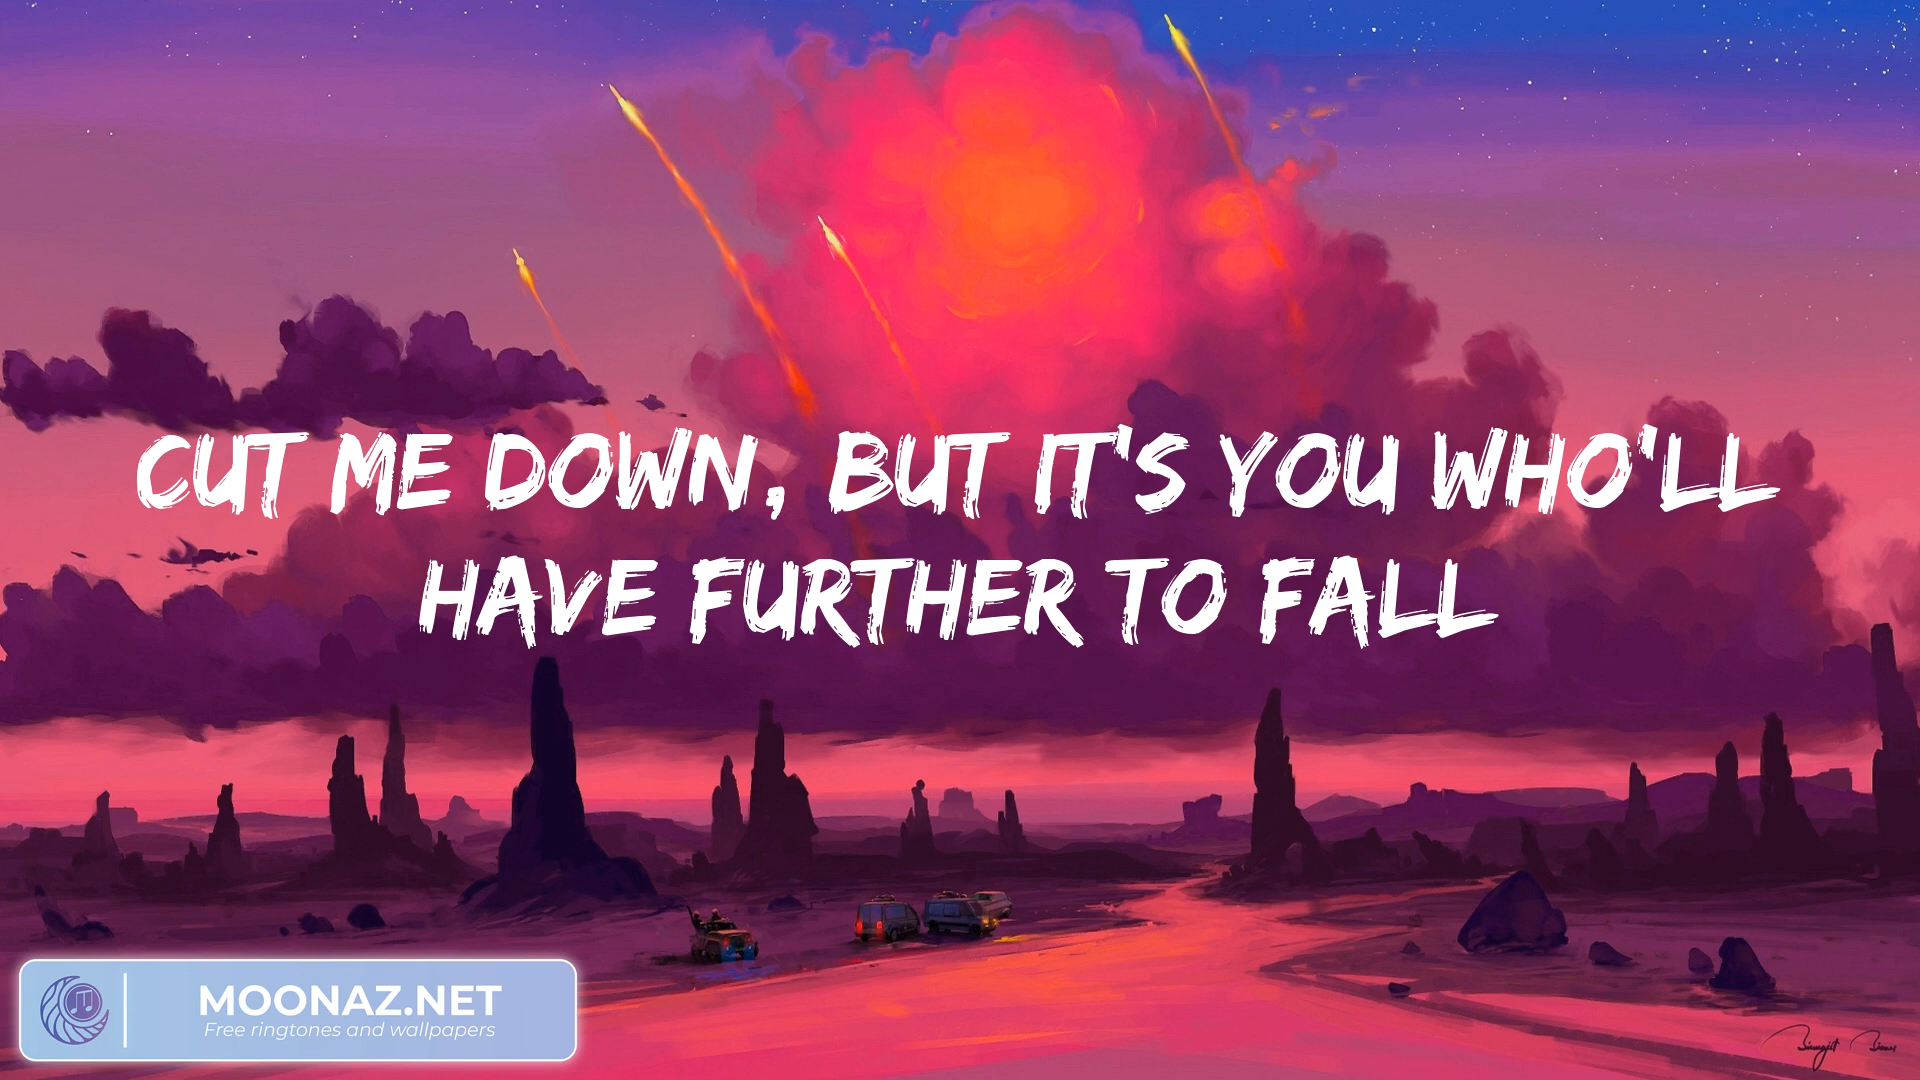 CUT ME DOWN, BUT IT'S YOU WHO'LL
HAVE FURTHER TO FALL
MOONAZ.NET
Free ringtones and wallpapers